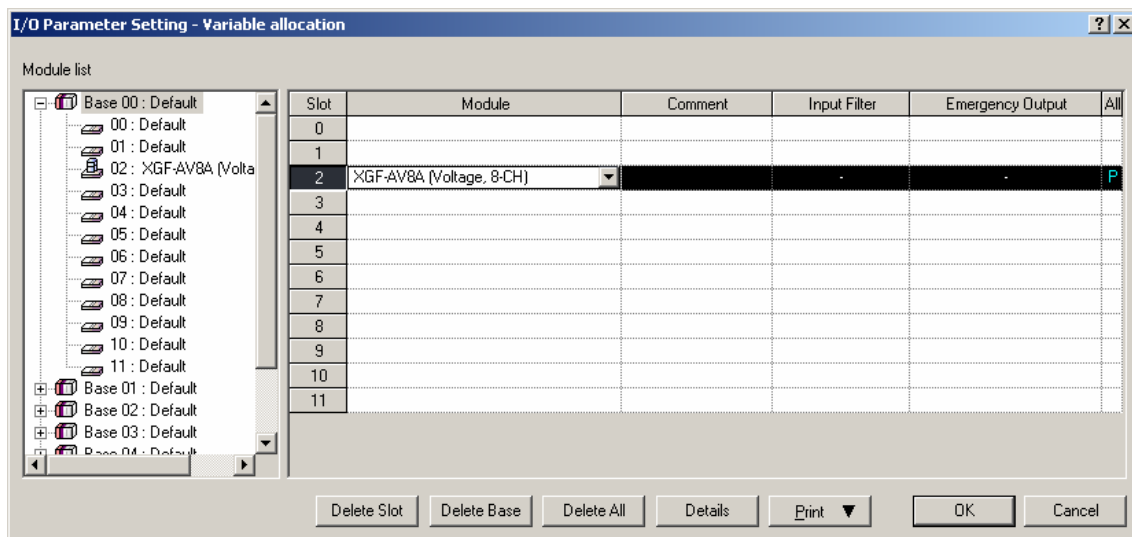 I/O Parameter Setting - Variable allocation
Module list
Base 00 : Default
00 : Default
01 : Default
02 : XGF-AV8A (Volta
03 : Default
04 : Default
05 : Default
06 : Default
07 : Default
08 : Default
09 : Default
10 : Default
11 : Default
Base 01 : Default
Base 02 : Default
Base 03 : Default
Base 04 : Default
Slot Module Comment Input Filter Emergency Output All
0
1
2 XGF-AV8A (Voltage, 8-CH) - - P
3
4
5
6
7
8
9
10
11
Delete Slot Delete Base Delete All Details Print ▼ OK Cancel